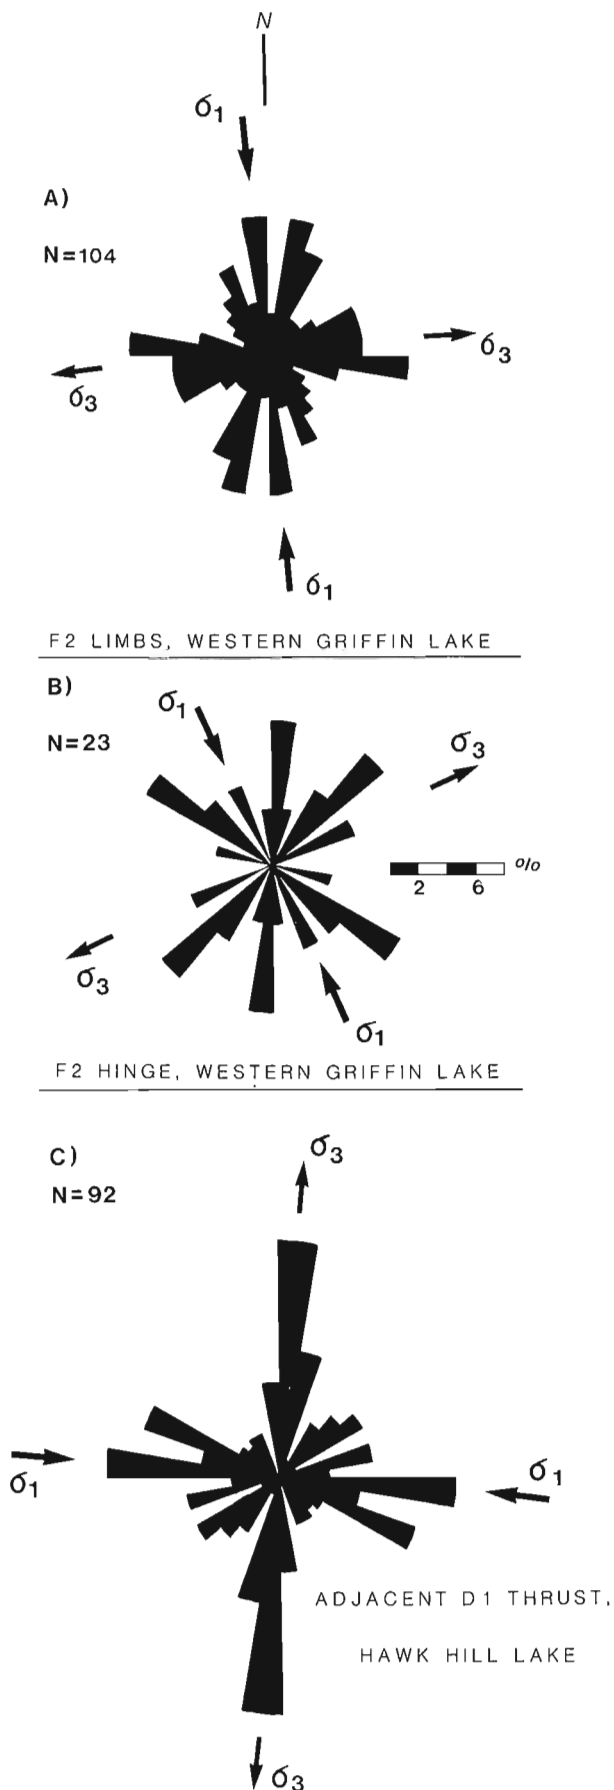 N
σ1
A)
N=104
σ3
σ3
σ1
F2 LIMBS, WESTERN GRIFFIN LAKE
B)
σ1
N=23
σ3
%
2 6
σ3
σ1
F2 HINGE, WESTERN GRIFFIN LAKE
C)
σ3
N=92
σ1
σ1
ADJACENT D1 THRUST,
HAWK HILL LAKE
σ3